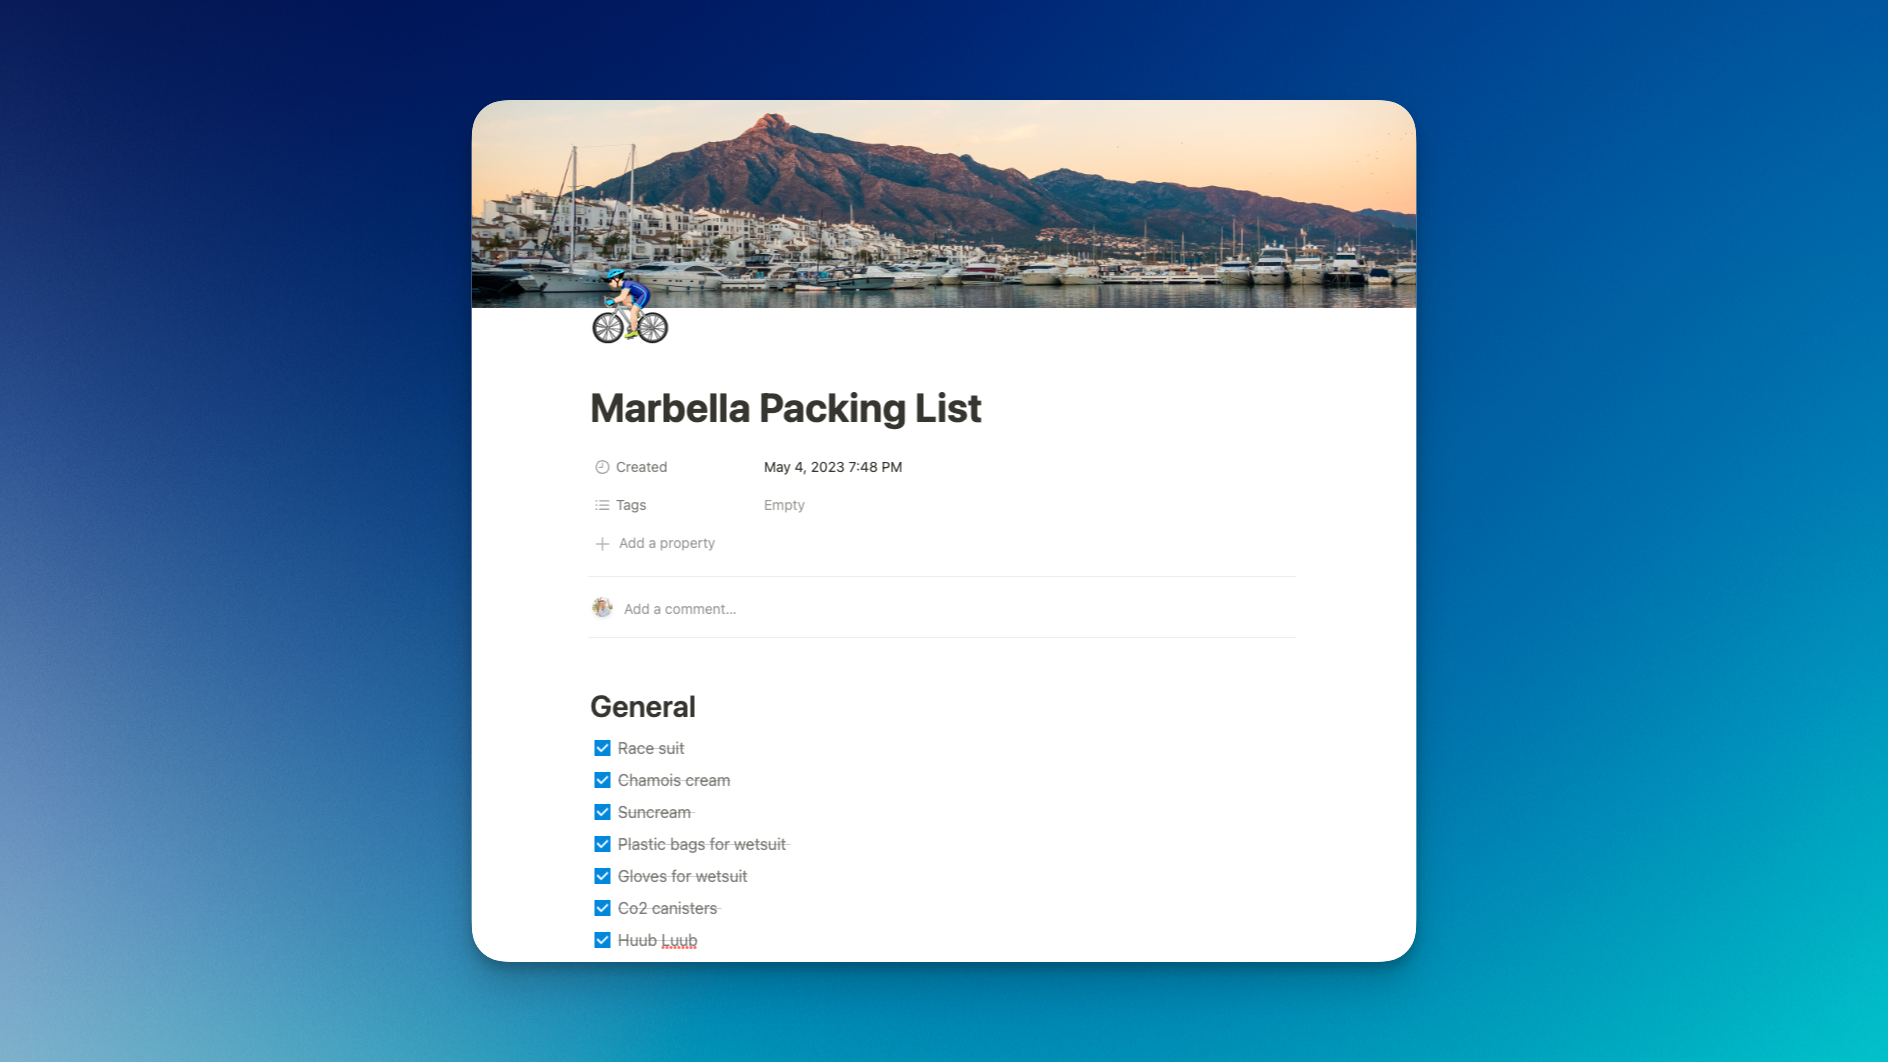 Marbella Packing List
Created May 4, 2023 7:48 PM
Tags Empty
Add a property
Add a comment...
General
Race suit
Chamois cream
Suncream
Plastic bags for wetsuit
Gloves for wetsuit
Co2 canisters
Huub Luub